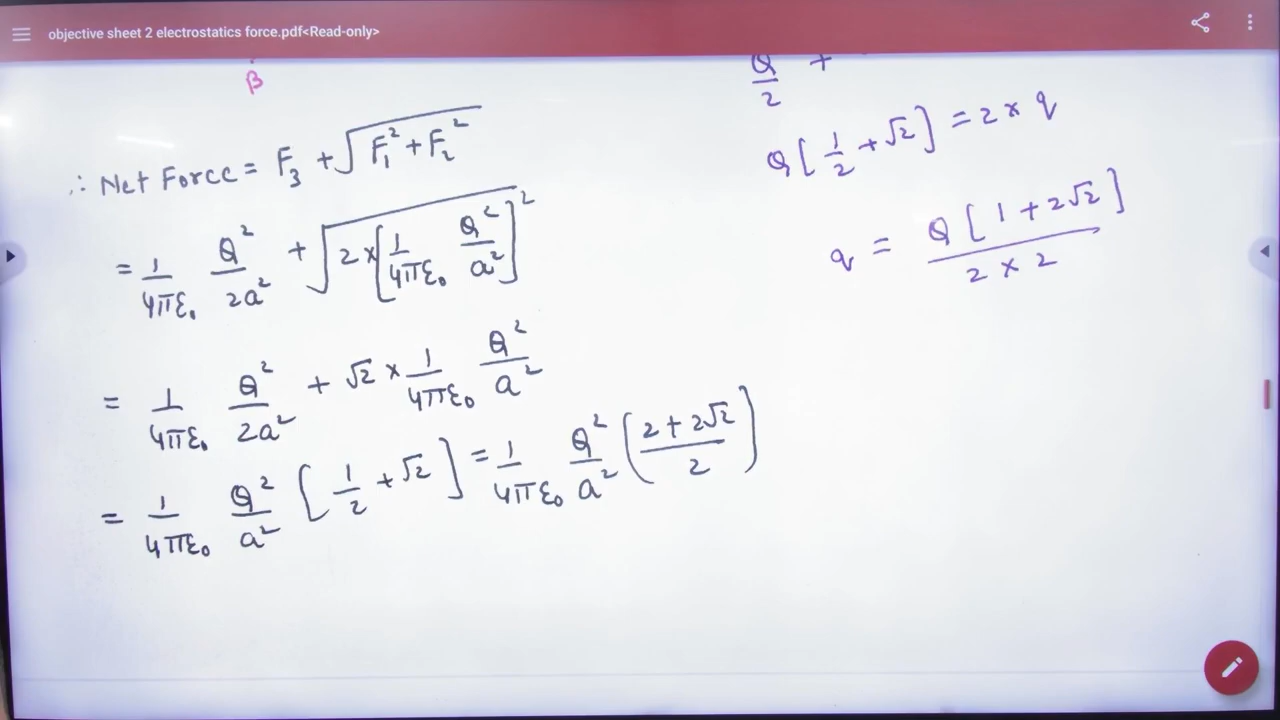 objective sheet 2 electrostatics force.pdf<Read-only>
β
∴ Net Force = F₃ + √(F₁² + F₂²)
= 1/4πε₀ Q²/2a² + √(2×[1/4πε₀ Q²/a²]²)
= 1/4πε₀ Q²/2a² + √2 × 1/4πε₀ Q²/a²
= 1/4πε₀ Q²/a² [1/2 + √2] = 1/4πε₀ Q²/a² ((2 + 2√2)/2)
Q/2 +
Q[1/2 + √2] = 2 × q
q = Q[1 + 2√2]/(2 × 2)